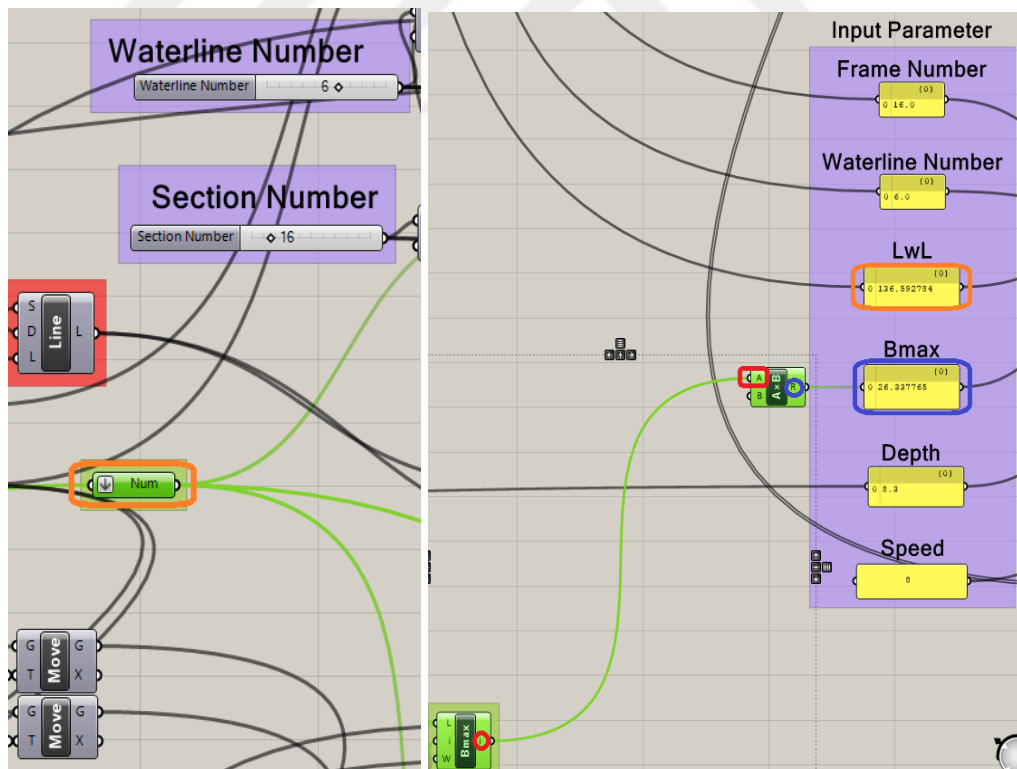 Waterline Number
Waterline Number 6
Section Number
Section Number 16
S
D
L
Line
L
Num
G
T
Move
G
X
G
T
Move
G
X
Input Parameter
Frame Number
{0}
0 16.0
Waterline Number
{0}
0 6.0
LwL
{0}
0 136.592784
Bmax
{0}
0 26.337765
A
B
A×B
R
Depth
{0}
0 8.3
Speed
8
L
i
W
Bmax